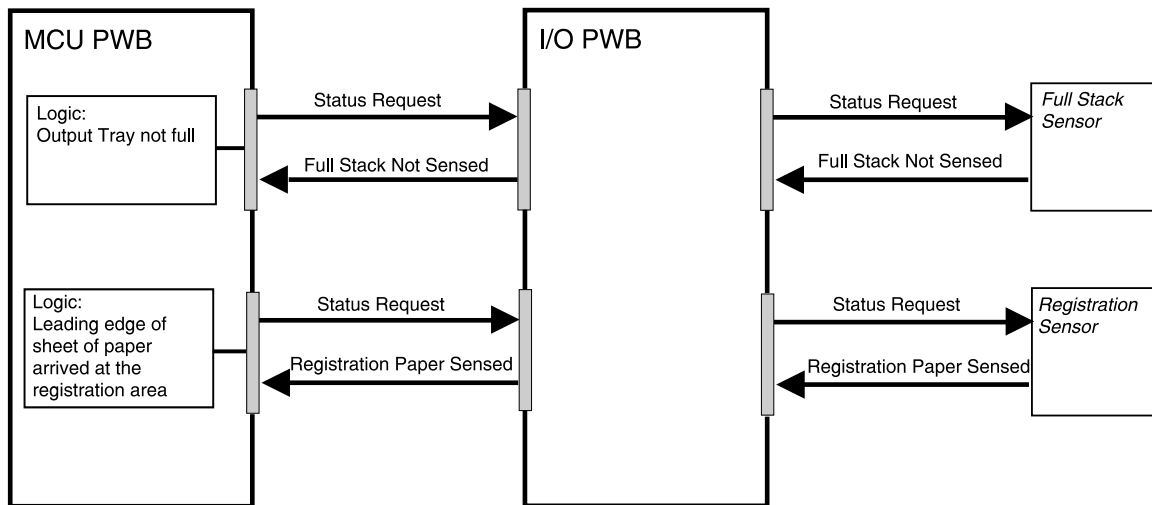 MCU PWB
I/O PWB
Logic:
Output Tray not full
Status Request
Full Stack Not Sensed
Status Request
Full Stack Not Sensed
Full Stack
Sensor
Logic:
Leading edge of
sheet of paper
arrived at the
registration area
Status Request
Registration Paper Sensed
Status Request
Registration Paper Sensed
Registration
Sensor